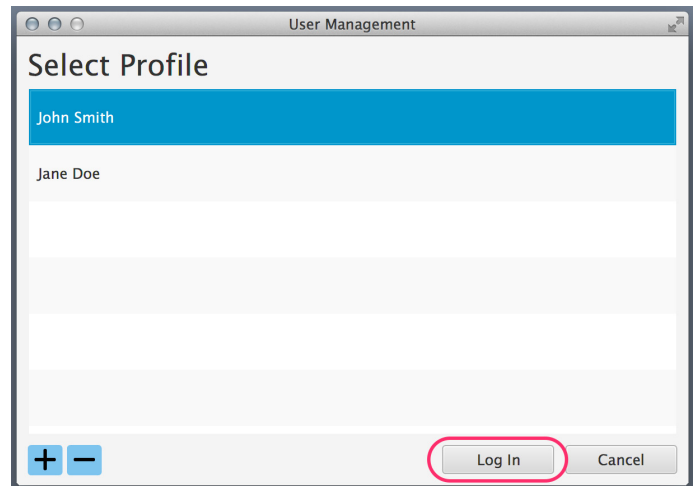 User Management
Select Profile
John Smith
Jane Doe
Log In
Cancel